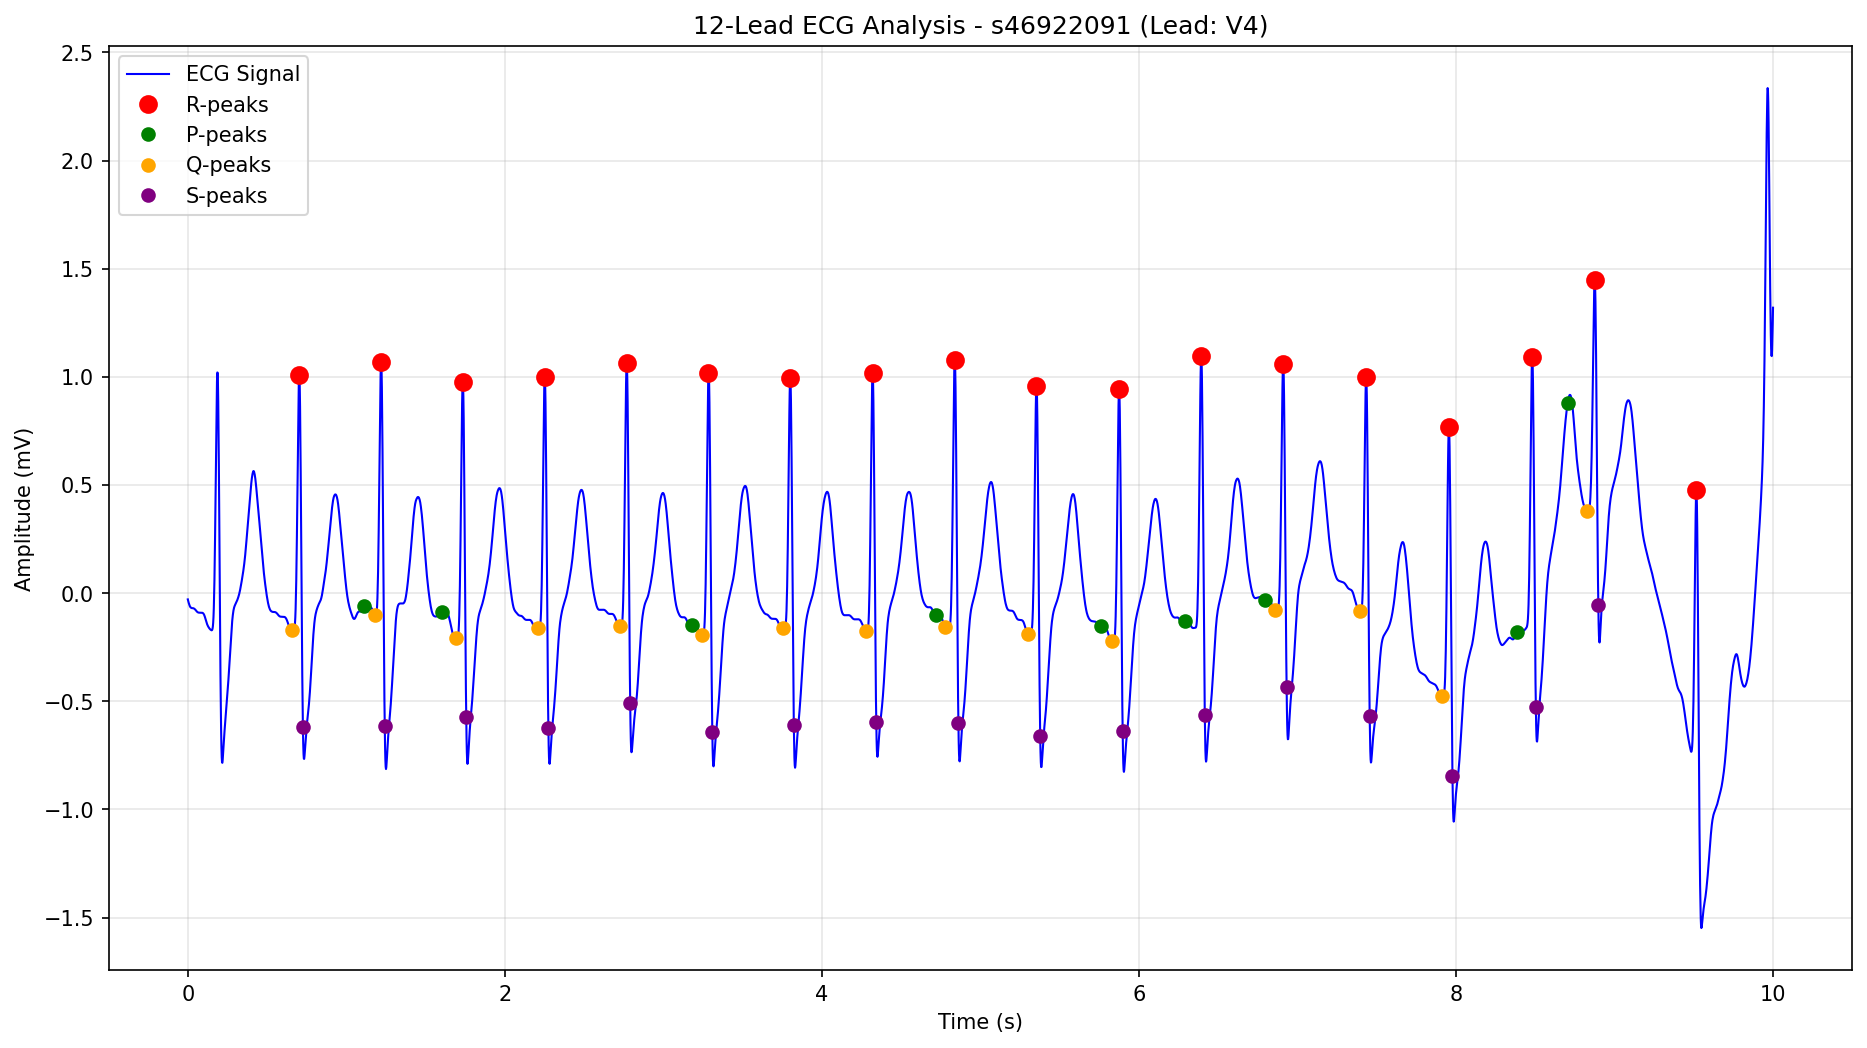 12-Lead ECG Analysis - s46922091 (Lead: V4)
ECG Signal
R-peaks
P-peaks
Q-peaks
S-peaks
Amplitude (mV)
2.5
2.0
1.5
1.0
0.5
0.0
−0.5
−1.0
−1.5
0 2 4 6 8 10
Time (s)